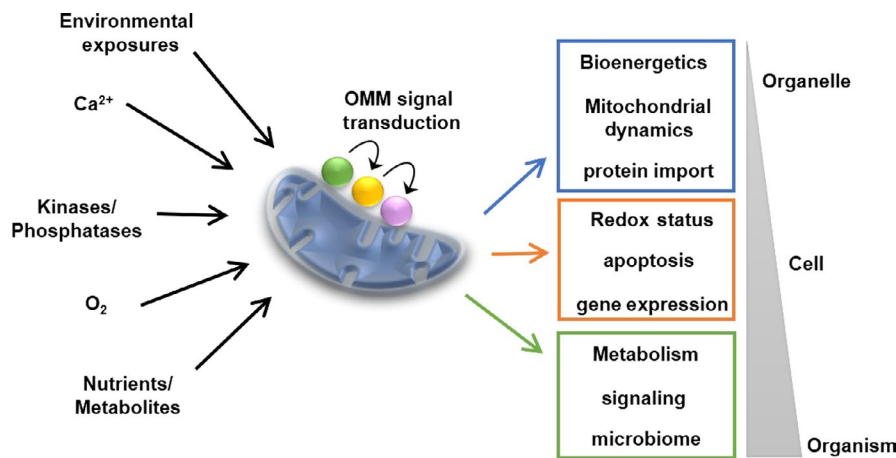 Environmental
exposures
Ca²⁺
Kinases/
Phosphatases
O₂
Nutrients/
Metabolites
OMM signal
transduction
Bioenergetics
Mitochondrial
dynamics
protein import
Redox status
apoptosis
gene expression
Metabolism
signaling
microbiome
Organelle
Cell
Organism